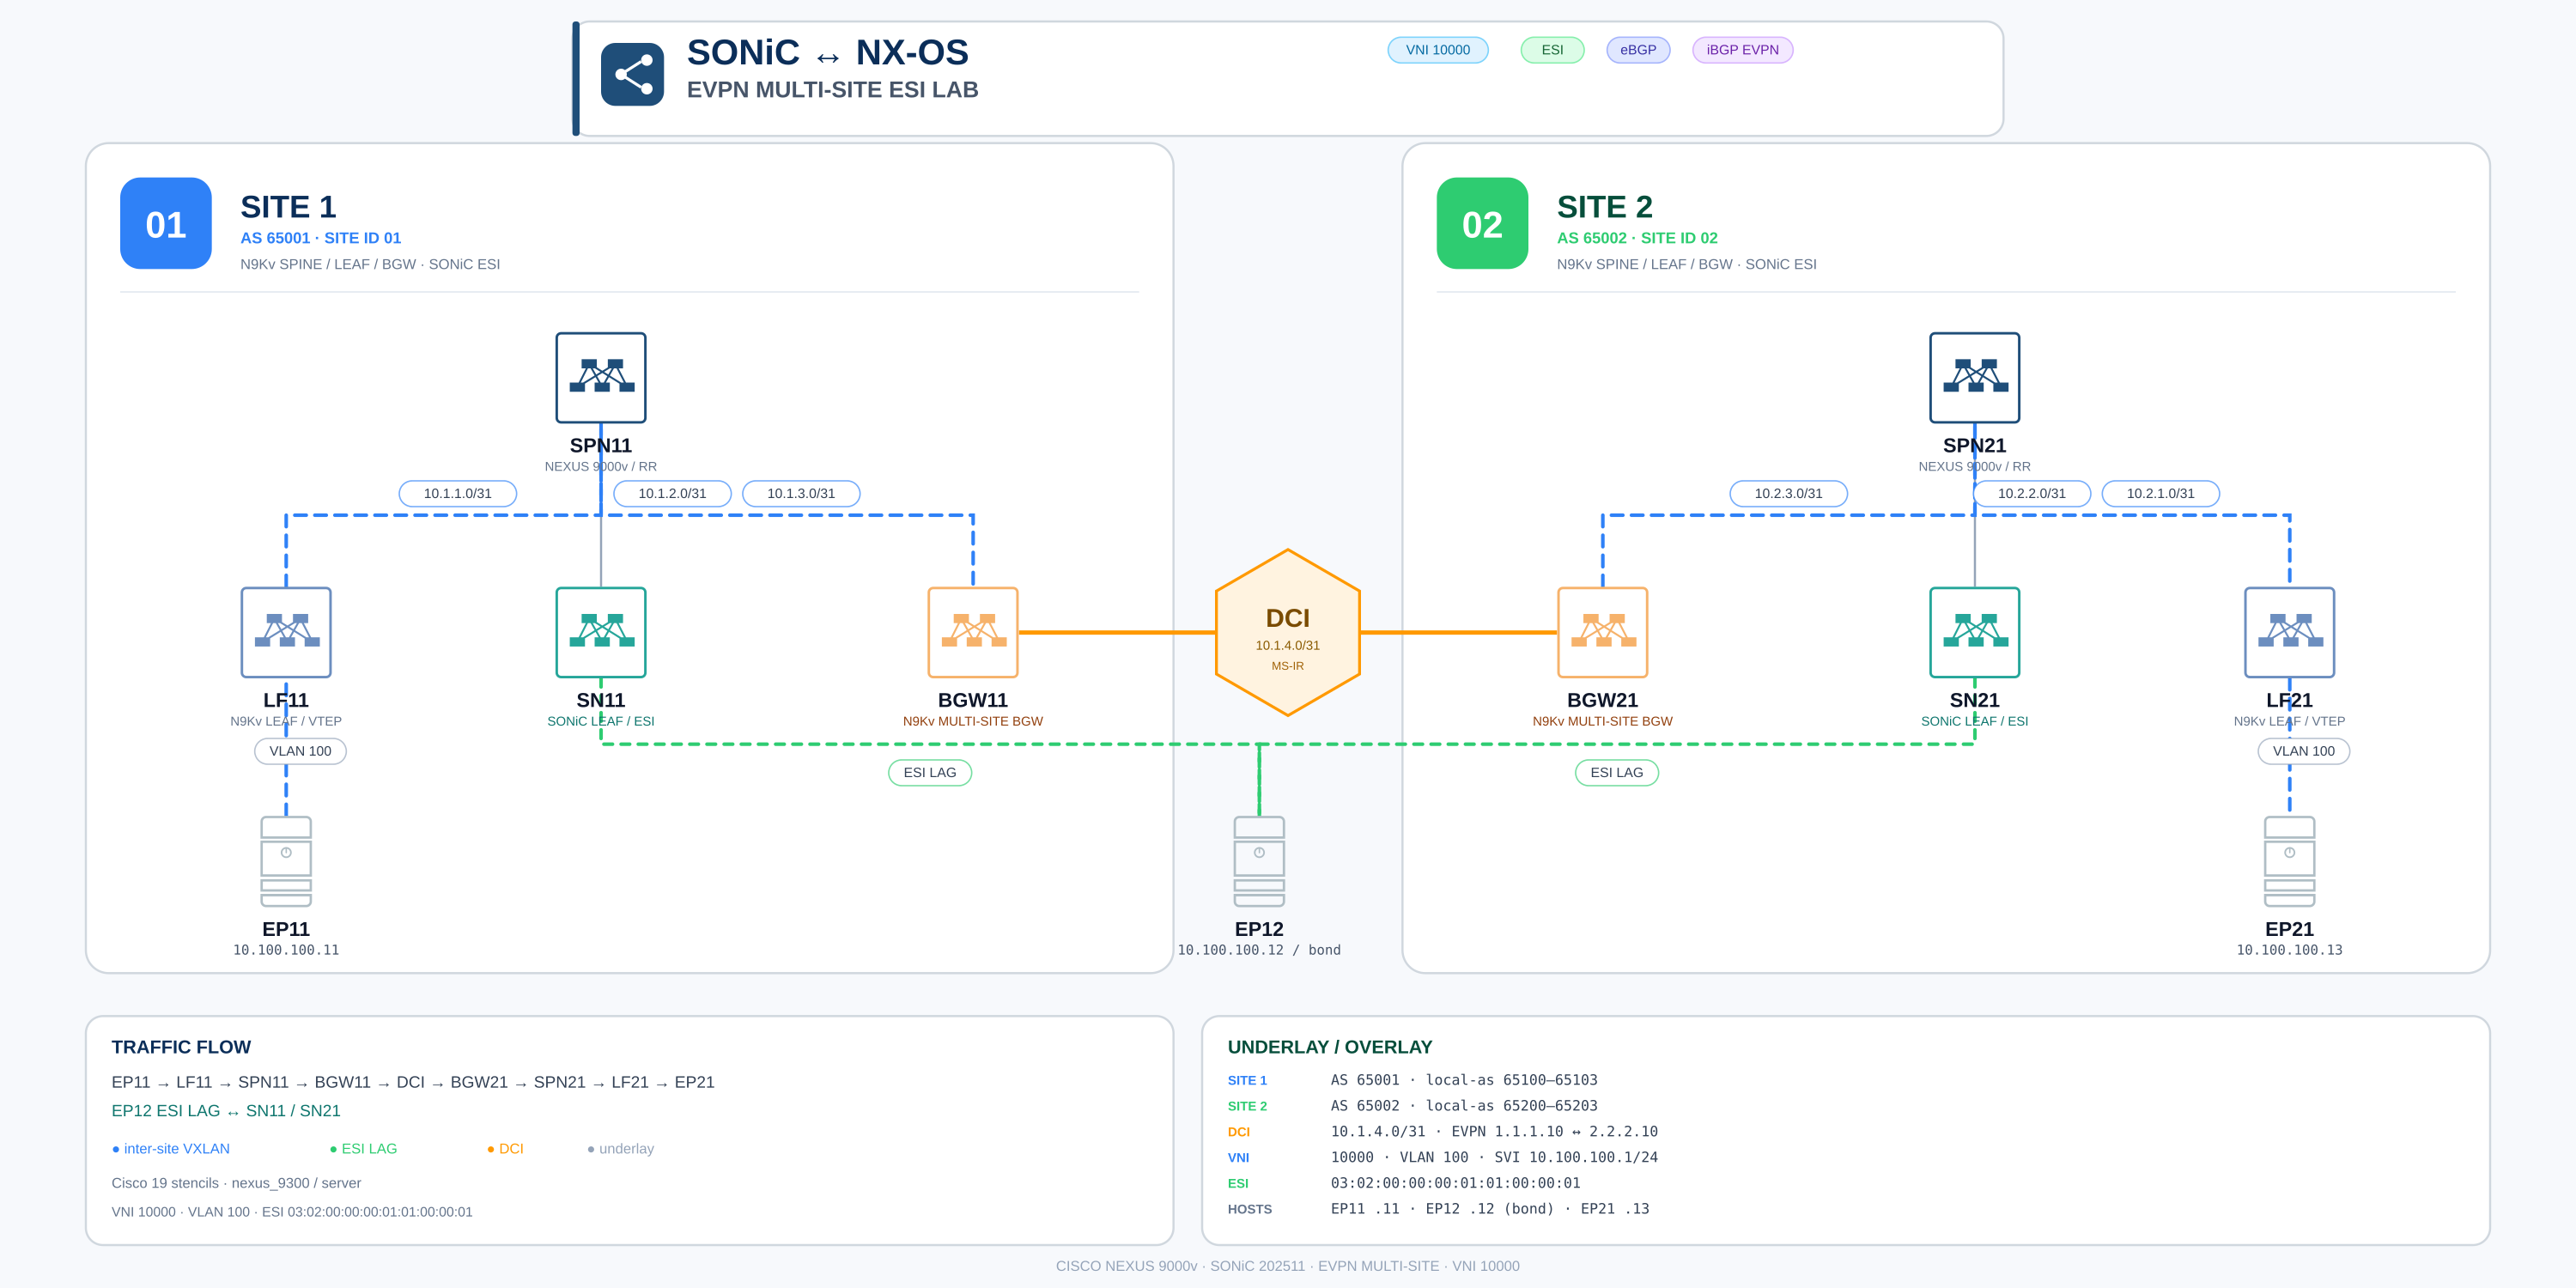 SONiC ↔ NX-OS
EVPN MULTI-SITE ESI LAB
VNI 10000
ESI
eBGP
iBGP EVPN
01
SITE 1
AS 65001 · SITE ID 01
N9Kv SPINE / LEAF / BGW · SONiC ESI
SPN11
NEXUS 9000v / RR
10.1.1.0/31
10.1.2.0/31
10.1.3.0/31
LF11
N9Kv LEAF / VTEP
VLAN 100
SN11
SONiC LEAF / ESI
BGW11
N9Kv MULTI-SITE BGW
ESI LAG
EP11
10.100.100.11
DCI
10.1.4.0/31
MS-IR
EP12
10.100.100.12 / bond
02
SITE 2
AS 65002 · SITE ID 02
N9Kv SPINE / LEAF / BGW · SONiC ESI
SPN21
NEXUS 9000v / RR
10.2.3.0/31
10.2.2.0/31
10.2.1.0/31
BGW21
N9Kv MULTI-SITE BGW
SN21
SONiC LEAF / ESI
LF21
N9Kv LEAF / VTEP
VLAN 100
ESI LAG
EP21
10.100.100.13
TRAFFIC FLOW
EP11 → LF11 → SPN11 → BGW11 → DCI → BGW21 → SPN21 → LF21 → EP21
EP12 ESI LAG ↔ SN11 / SN21
● inter-site VXLAN ● ESI LAG ● DCI ● underlay
Cisco 19 stencils · nexus_9300 / server
VNI 10000 · VLAN 100 · ESI 03:02:00:00:00:01:01:00:00:01
UNDERLAY / OVERLAY
SITE 1 AS 65001 · local-as 65100–65103
SITE 2 AS 65002 · local-as 65200–65203
DCI 10.1.4.0/31 · EVPN 1.1.1.10 ↔ 2.2.2.10
VNI 10000 · VLAN 100 · SVI 10.100.100.1/24
ESI 03:02:00:00:00:01:01:00:00:01
HOSTS EP11 .11 · EP12 .12 (bond) · EP21 .13
CISCO NEXUS 9000v · SONiC 202511 · EVPN MULTI-SITE · VNI 10000